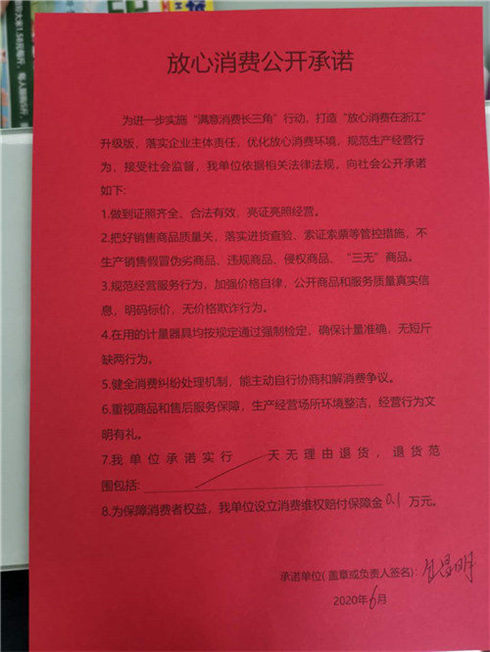 大米1.58元每斤，每人限购5斤
放心消费公开承诺
为进一步实施“满意消费长三角”行动，打造“放心消费在浙江”
升级版，落实企业主体责任，优化放心消费环境，规范生产经营行
为，接受社会监督，我单位依据相关法律法规，向社会公开承诺
如下:
1.做到证照齐全、合法有效，亮证亮照经营。
2.把好销售商品质量关，落实进货查验、索证索票等管控措施，不
生产销售假冒伪劣商品、违规商品、侵权商品、“三无”商品。
3.规范经营服务行为，加强价格自律，公开商品和服务质量真实信
息，明码标价，无价格欺诈行为。
4.在用的计量器具均按规定通过强制检定，确保计量准确，无短斤
缺两行为。
5.健全消费纠纷处理机制，能主动自行协商和解消费争议。
6.重视商品和售后服务保障，生产经营场所环境整洁，经营行为文
明有礼。
7.我单位承诺实行 天无理由退货，退货范
围包括:
8.为保障消费者权益，我单位设立消费维权赔付保障金0.1万元。
承诺单位(盖章或负责人签名):
2020年6月